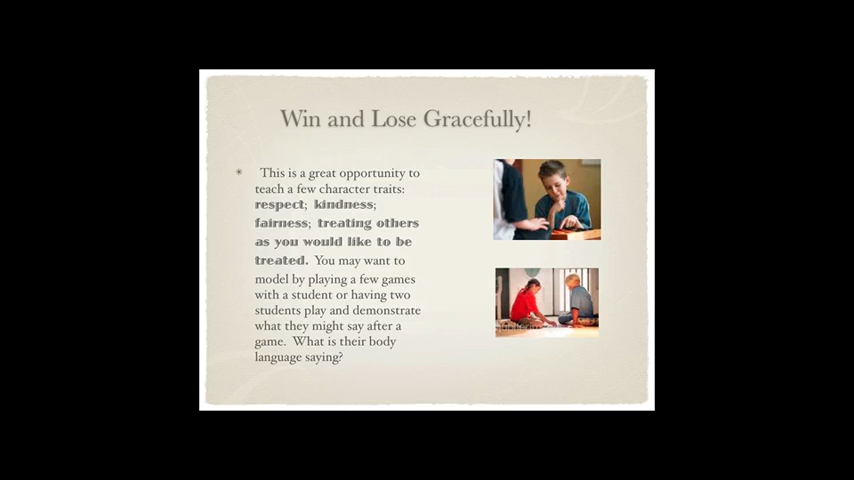 Win and Lose Gracefully!
* This is a great opportunity to
teach a few character traits:
respect; kindness;
fairness; treating others
as you would like to be
treated. You may want to
model by playing a few games
with a student or having two
students play and demonstrate
what they might say after a
game. What is their body
language saying?